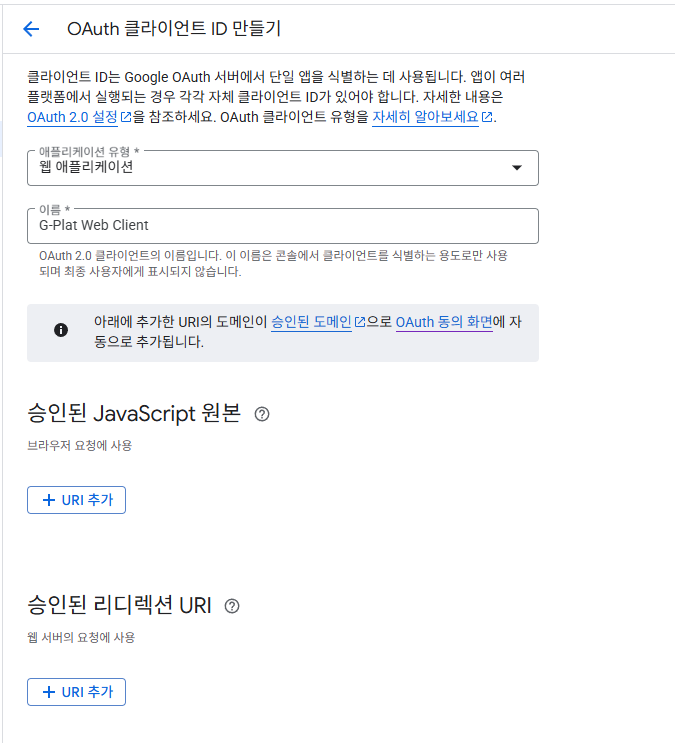 OAuth 클라이언트 ID 만들기
클라이언트 ID는 Google OAuth 서버에서 단일 앱을 식별하는 데 사용됩니다. 앱이 여러
플랫폼에서 실행되는 경우 각각 자체 클라이언트 ID가 있어야 합니다. 자세한 내용은
OAuth 2.0 설정을 참조하세요. OAuth 클라이언트 유형을 자세히 알아보세요.
애플리케이션 유형 *
웹 애플리케이션
이름 *
G-Plat Web Client
OAuth 2.0 클라이언트의 이름입니다. 이 이름은 콘솔에서 클라이언트를 식별하는 용도로만 사용
되며 최종 사용자에게 표시되지 않습니다.
아래에 추가한 URI의 도메인이 승인된 도메인으로 OAuth 동의 화면에 자
동으로 추가됩니다.
승인된 JavaScript 원본
브라우저 요청에 사용
+ URI 추가
승인된 리디렉션 URI
웹 서버의 요청에 사용
+ URI 추가